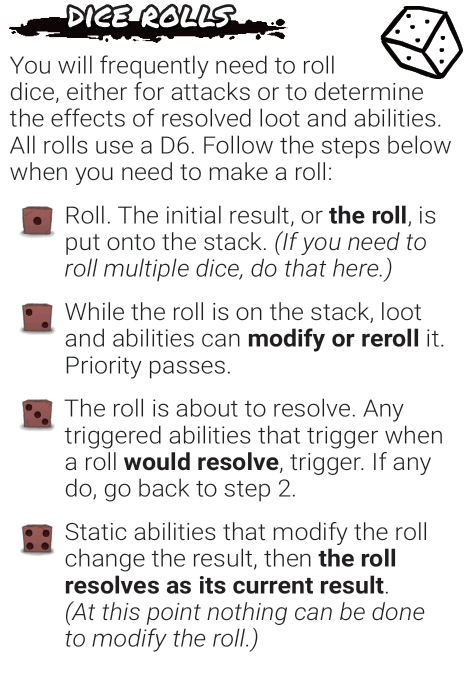 DICE ROLLS
You will frequently need to roll
dice, either for attacks or to determine
the effects of resolved loot and abilities.
All rolls use a D6. Follow the steps below
when you need to make a roll:
Roll. The initial result, or the roll, is
put onto the stack. (If you need to
roll multiple dice, do that here.)
While the roll is on the stack, loot
and abilities can modify or reroll it.
Priority passes.
The roll is about to resolve. Any
triggered abilities that trigger when
a roll would resolve, trigger. If any
do, go back to step 2.
Static abilities that modify the roll
change the result, then the roll
resolves as its current result.
(At this point nothing can be done
to modify the roll.)